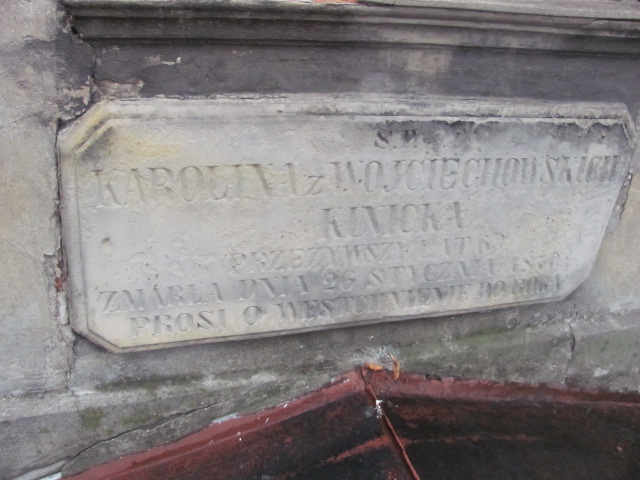 Ś.P.
KAROLINA z WOJCIECHOWSKICH
KINICKA
PRZEŻYWSZY LAT
ZMARŁA DNIA 26 STYCZNIA
PROSI O WESTCHNIENIE DO BOGA